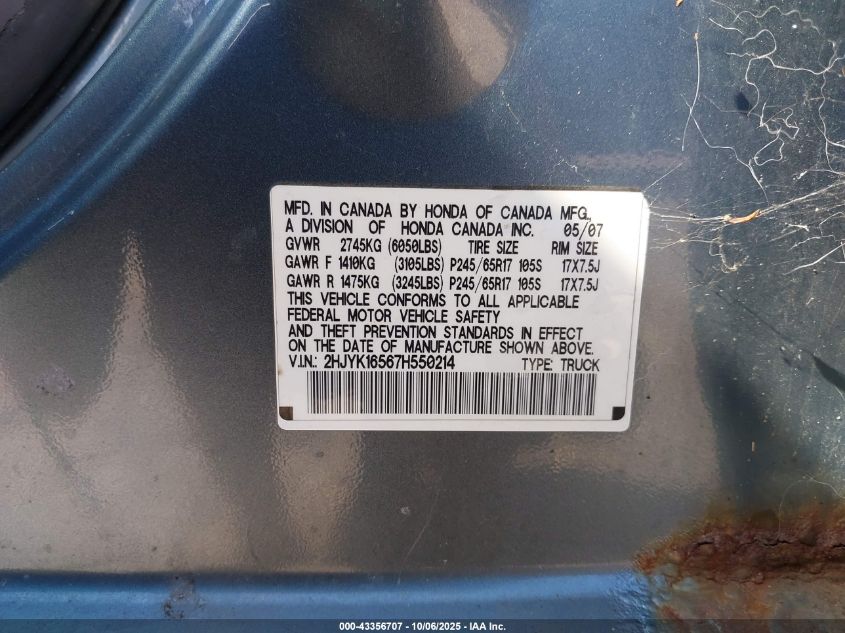 MFD. IN CANADA BY HONDA OF CANADA MFG.,
A DIVISION OF HONDA CANADA INC. 05/07
GVWR 2745KG (6050LBS) TIRE SIZE RIM SIZE
GAWR F 1410KG (3105LBS) P245/65R17 105S 17X7.5J
GAWR R 1475KG (3245LBS) P245/65R17 105S 17X7.5J
THIS VEHICLE CONFORMS TO ALL APPLICABLE
FEDERAL MOTOR VEHICLE SAFETY
AND THEFT PREVENTION STANDARDS IN EFFECT
ON THE DATE OF MANUFACTURE SHOWN ABOVE.
V.I.N.: 2HJYK16567H550214 TYPE: TRUCK
000-43356707 - 10/06/2025 - IAA Inc.